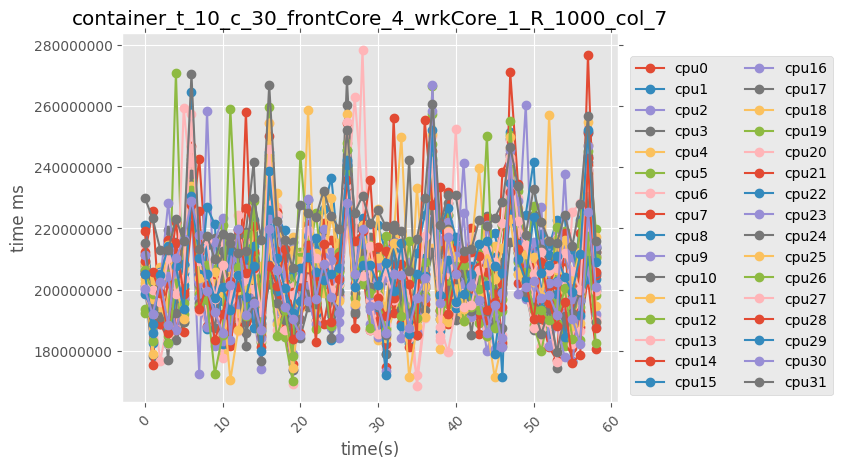 container_t_10_c_30_frontCore_4_wrkCore_1_R_1000_col_7
280000000
260000000
240000000
220000000
200000000
180000000
time ms
0 10 20 30 40 50 60
time(s)
cpu0 cpu16
cpu1 cpu17
cpu2 cpu18
cpu3 cpu19
cpu4 cpu20
cpu5 cpu21
cpu6 cpu22
cpu7 cpu23
cpu8 cpu24
cpu9 cpu25
cpu10 cpu26
cpu11 cpu27
cpu12 cpu28
cpu13 cpu29
cpu14 cpu30
cpu15 cpu31